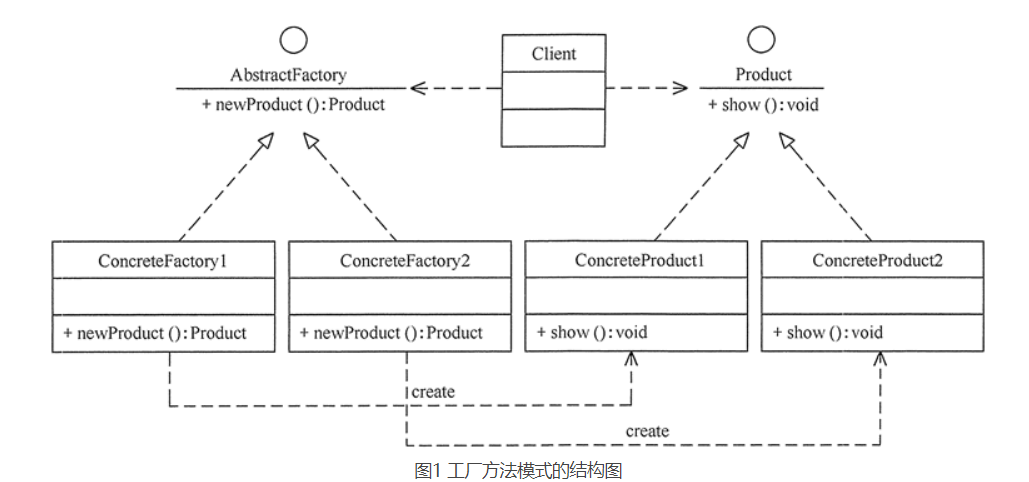 Client
AbstractFactory
Product
+ newProduct (): Product
+ show (): void
ConcreteFactory1
ConcreteFactory2
ConcreteProduct1
ConcreteProduct2
+ newProduct (): Product
+ newProduct (): Product
+ show (): void
+ show (): void
create
create
图1 工厂方法模式的结构图